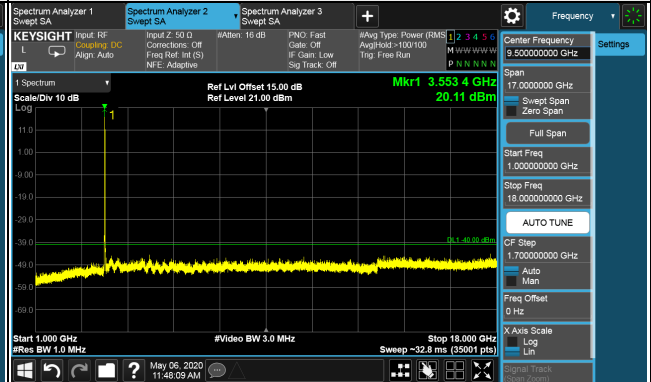 Spectrum Analyzer 1
Swept SA
Spectrum Analyzer 2
Swept SA
Spectrum Analyzer 3
Swept SA
+
Frequency
KEYSIGHT
L
LXI
Input: RF
Coupling: DC
Align: Auto
Input Z: 50 Ω
Corrections: Off
Freq Ref: Int (S)
NFE: Adaptive
#Atten: 16 dB
PNO: Fast
Gate: Off
IF Gain: Low
Sig Track: Off
#Avg Type: Power (RMS
Avg|Hold:>100/100
Trig: Free Run
1 2 3 4 5 6
M W W W W W
P N N N N N
1 Spectrum
Scale/Div 10 dB
Log
Ref Lvl Offset 15.00 dB
Ref Level 21.00 dBm
Mkr1 3.553 4 GHz
20.11 dBm
1
11.0
1.00
-9.00
-19.0
-29.0
-39.0
-49.0
-59.0
-69.0
DL1 -40.00 dBm
Start 1.000 GHz
#Res BW 1.0 MHz
#Video BW 3.0 MHz
Stop 18.000 GHz
Sweep ~32.8 ms (35001 pts)
?
May 06, 2020
11:48:09 AM
Center Frequency
9.500000000 GHz
Settings
Span
17.0000000 GHz
Swept Span
Zero Span
Full Span
Start Freq
1.000000000 GHz
Stop Freq
18.000000000 GHz
AUTO TUNE
CF Step
1.700000000 GHz
Auto
Man
Freq Offset
0 Hz
X Axis Scale
Log
Lin
Signal Track
(Span Zoom)